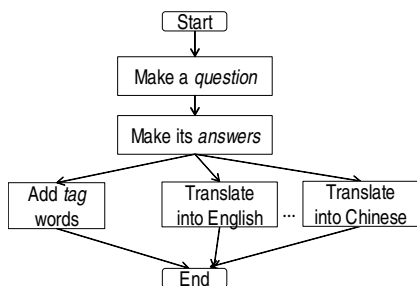 Start
Make a question
Make its answers
Add tag
words
Translate
into English
...
Translate
into Chinese
End